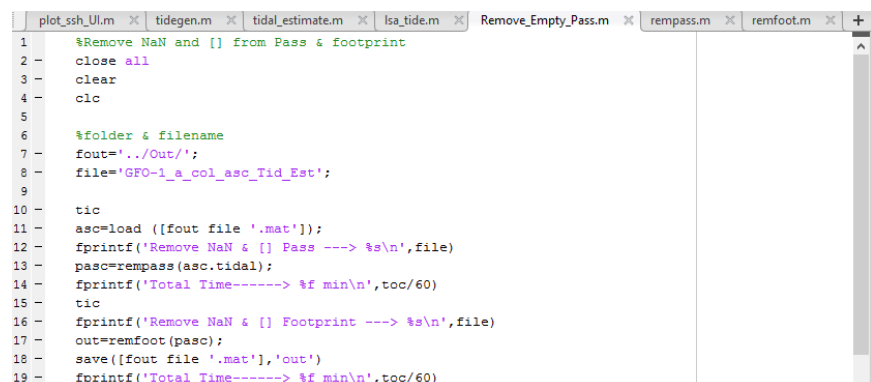 plot_ssh_UI.m × tidegen.m × tidal_estimate.m × lsa_tide.m × Remove_Empty_Pass.m × rempass.m × remfoot.m × +
1 %Remove NaN and [] from Pass & footprint
2 – close all
3 – clear
4 – clc
5
6 %folder & filename
7 – fout='../Out/';
8 – file='GFO-1_a_col_asc_Tid_Est';
9
10 – tic
11 – asc=load ([fout file '.mat']);
12 – fprintf('Remove NaN & [] Pass ---> %s\n',file)
13 – pasc=rempass(asc.tidal);
14 – fprintf('Total Time------> %f min\n',toc/60)
15 – tic
16 – fprintf('Remove NaN & [] Footprint ---> %s\n',file)
17 – out=remfoot(pasc);
18 – save([fout file '.mat'],'out')
19 – fprintf('Total Time------> %f min\n',toc/60)